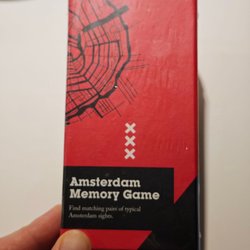 Amsterdam
Memory Game
Find matching pairs of typical
Amsterdam sights.